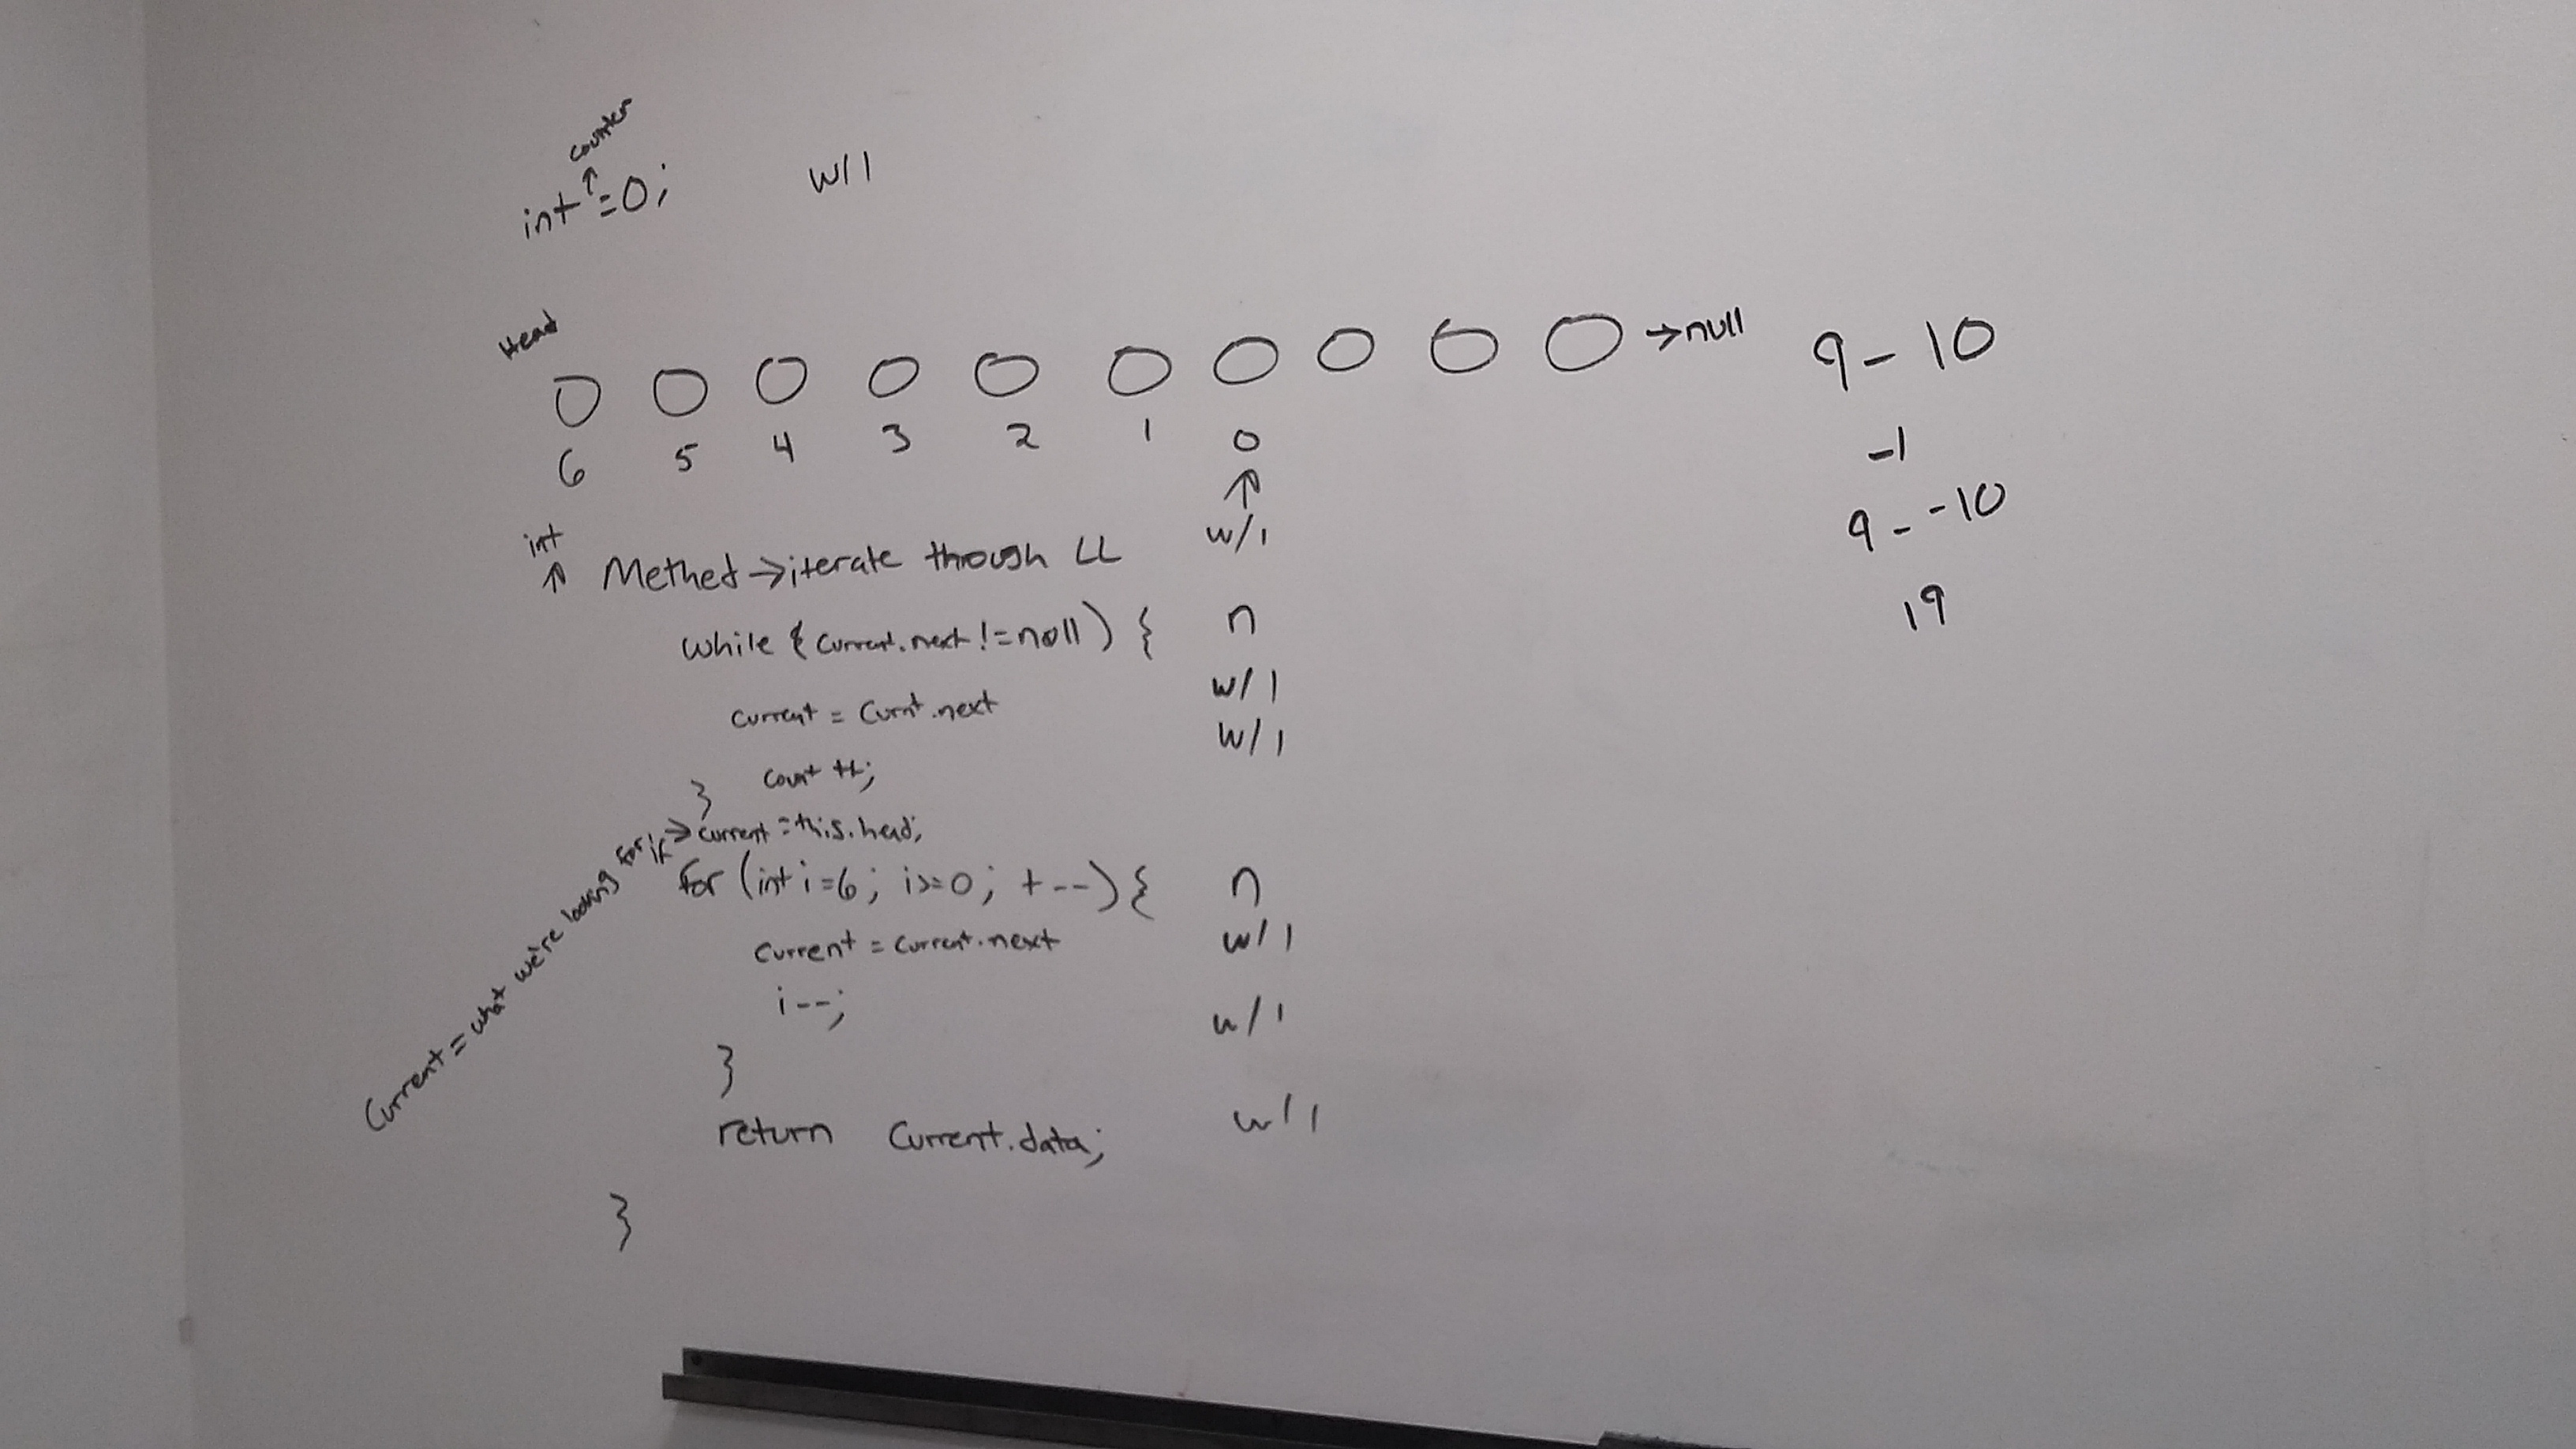 counter
int ↑=0; w/1
Head
→null 9- 10
6 5 4 3 2 1 0 -1
↑ 9- -10
int w/1 19
↑ Methed→iterate though LL
while { current.next!=null) { n
current = Curnt.next w/1
w/1
count ++;
}
Current = what we're looking for if > current = this.head;
for (int i=6; i>=0; +--) { n
current = current.next w/1
i--; w/1
}
return Current.data; w/1
}